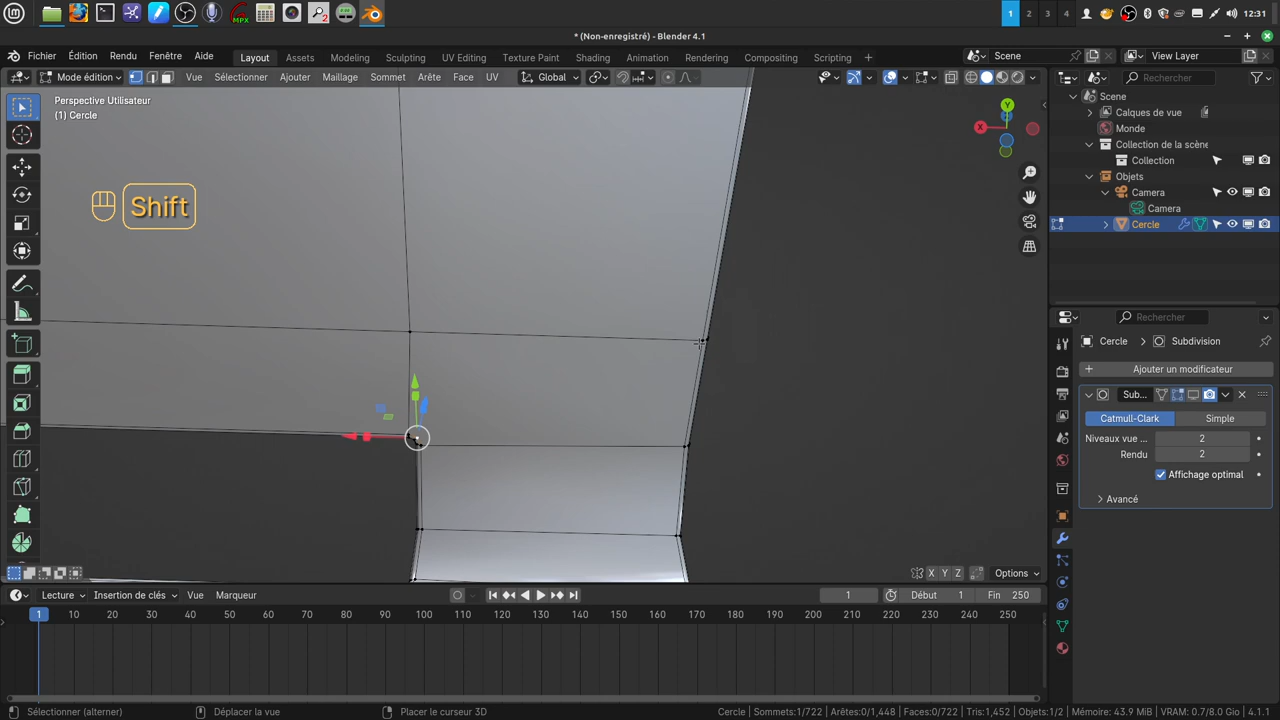 1 2 3 4 12:31
* (Non-enregistré) - Blender 4.1
Fichier Édition Rendu Fenêtre Aide Layout Assets Modeling Sculpting UV Editing Texture Paint Shading Animation Rendering Compositing Geometry Nodes Scripting + Scene View Layer
Mode édition Vue Sélectionner Ajouter Maillage Sommet Arête Face UV Global Rechercher
Perspective Utilisateur
(1) Cercle
Shift
Scene
Calques de vue
Monde
Collection de la scène
Collection
Objets
Camera
Camera
Cercle
X Y Z
Rechercher
Cercle > Subdivision
+ Ajouter un modificateur
Sub...
Catmull-Clark Simple
Niveaux vue ... 2
Rendu 2
Affichage optimal
Avancé
X Y Z Options
Lecture Insertion de clés Vue Marqueur 1 Début 1 Fin 250
1 10 20 30 40 50 60 70 80 90 100 110 120 130 140 150 160 170 180 190 200 210 220 230 240 250
Sélectionner (alterner) Déplacer la vue Placer le curseur 3D Cercle | Sommets:1/722 | Arêtes:0/1,448 | Faces:0/722 | Tris:1,452 | Objets:1/2 | Mémoire: 43.9 MiB | VRAM: 0.7/8.0 Gio | 4.1.1